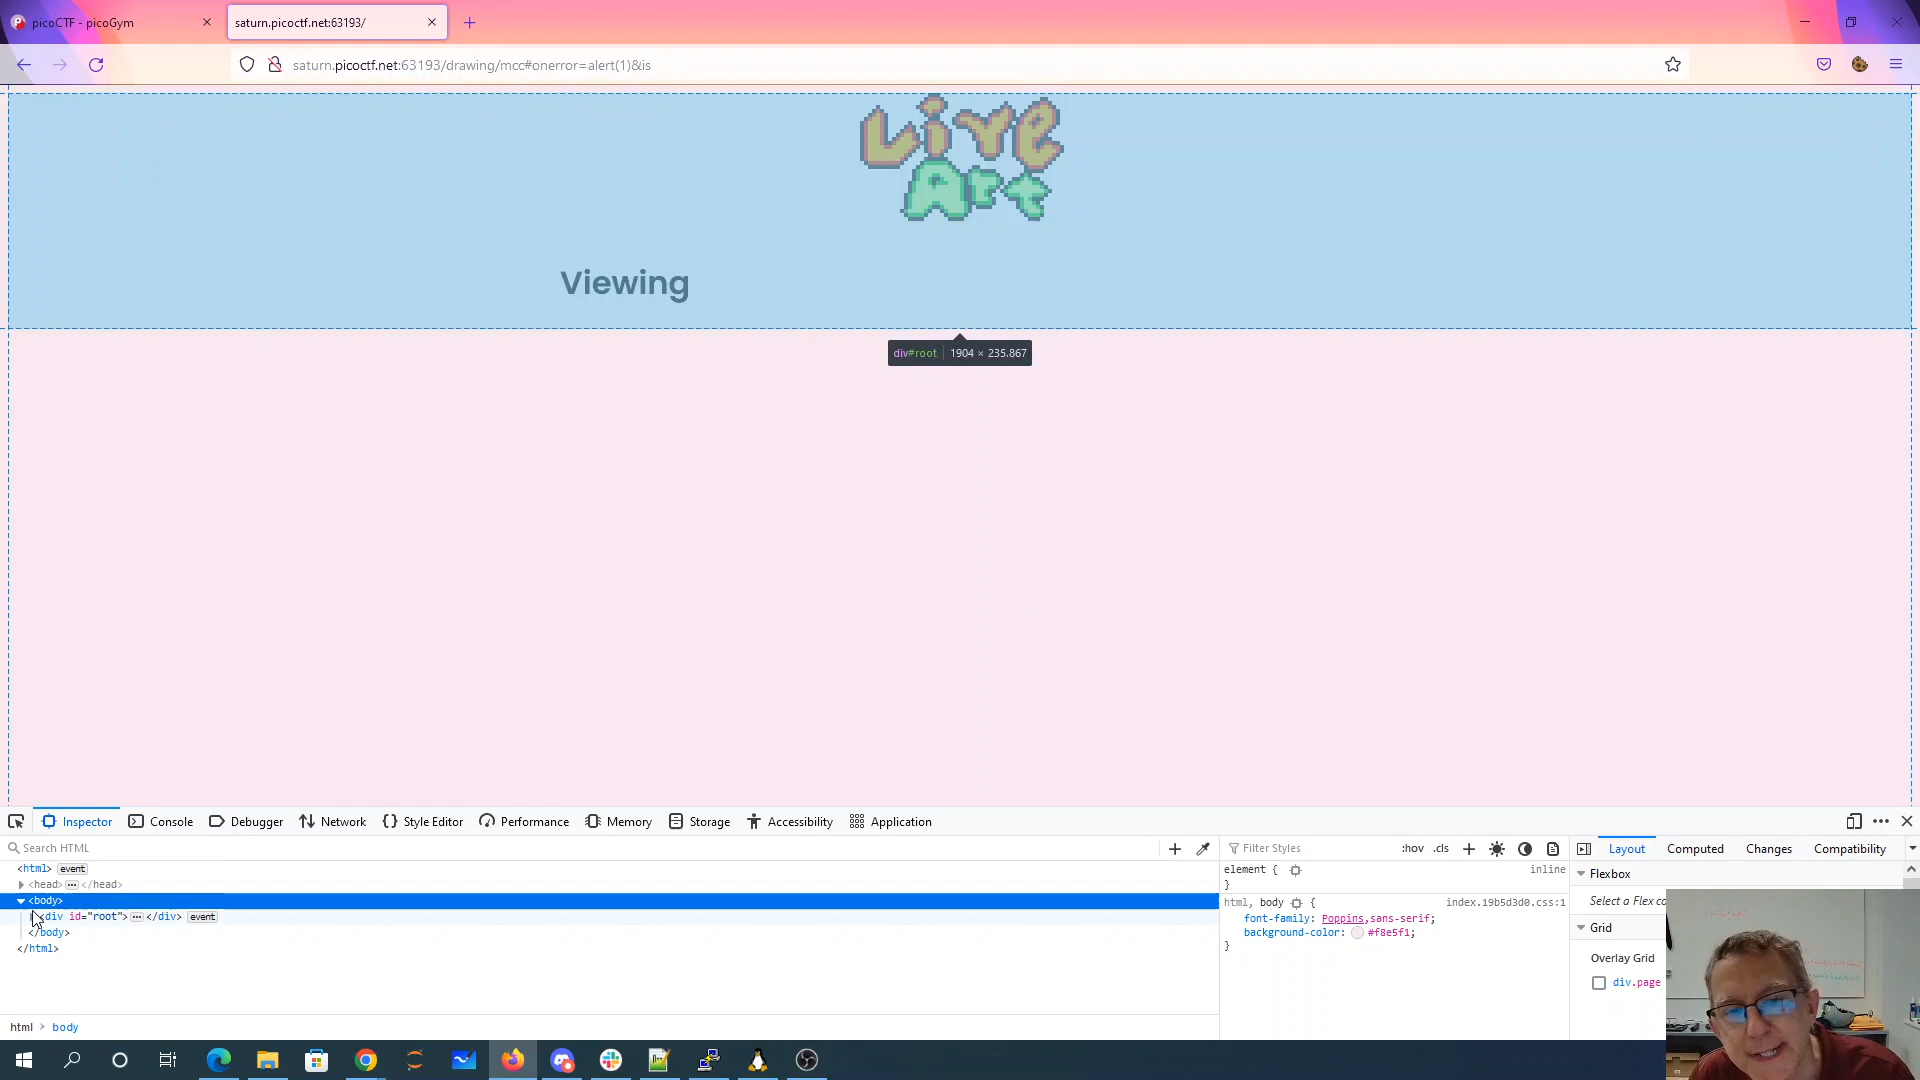 picoCTF - picoGym
saturn.picoctf.net:63193/
saturn.picoctf.net:63193/drawing/mcc#onerror=alert(1)&is
Live
Art
Viewing
div#root 1904 × 235.867
Inspector Console Debugger Network Style Editor Performance Memory Storage Accessibility Application
Search HTML
Filter Styles :hov .cls
Layout Computed Changes Compatibility
<html> event
<head> ••• </head>
<body>
<div id="root"> ••• </div> event
</body>
</html>
html > body
element { inline
}
html, body { index.19b5d3d0.css:1
font-family: Poppins,sans-serif;
background-color: #f8e5f1;
}
Flexbox
Select a Flex co
Grid
Overlay Grid
div.page